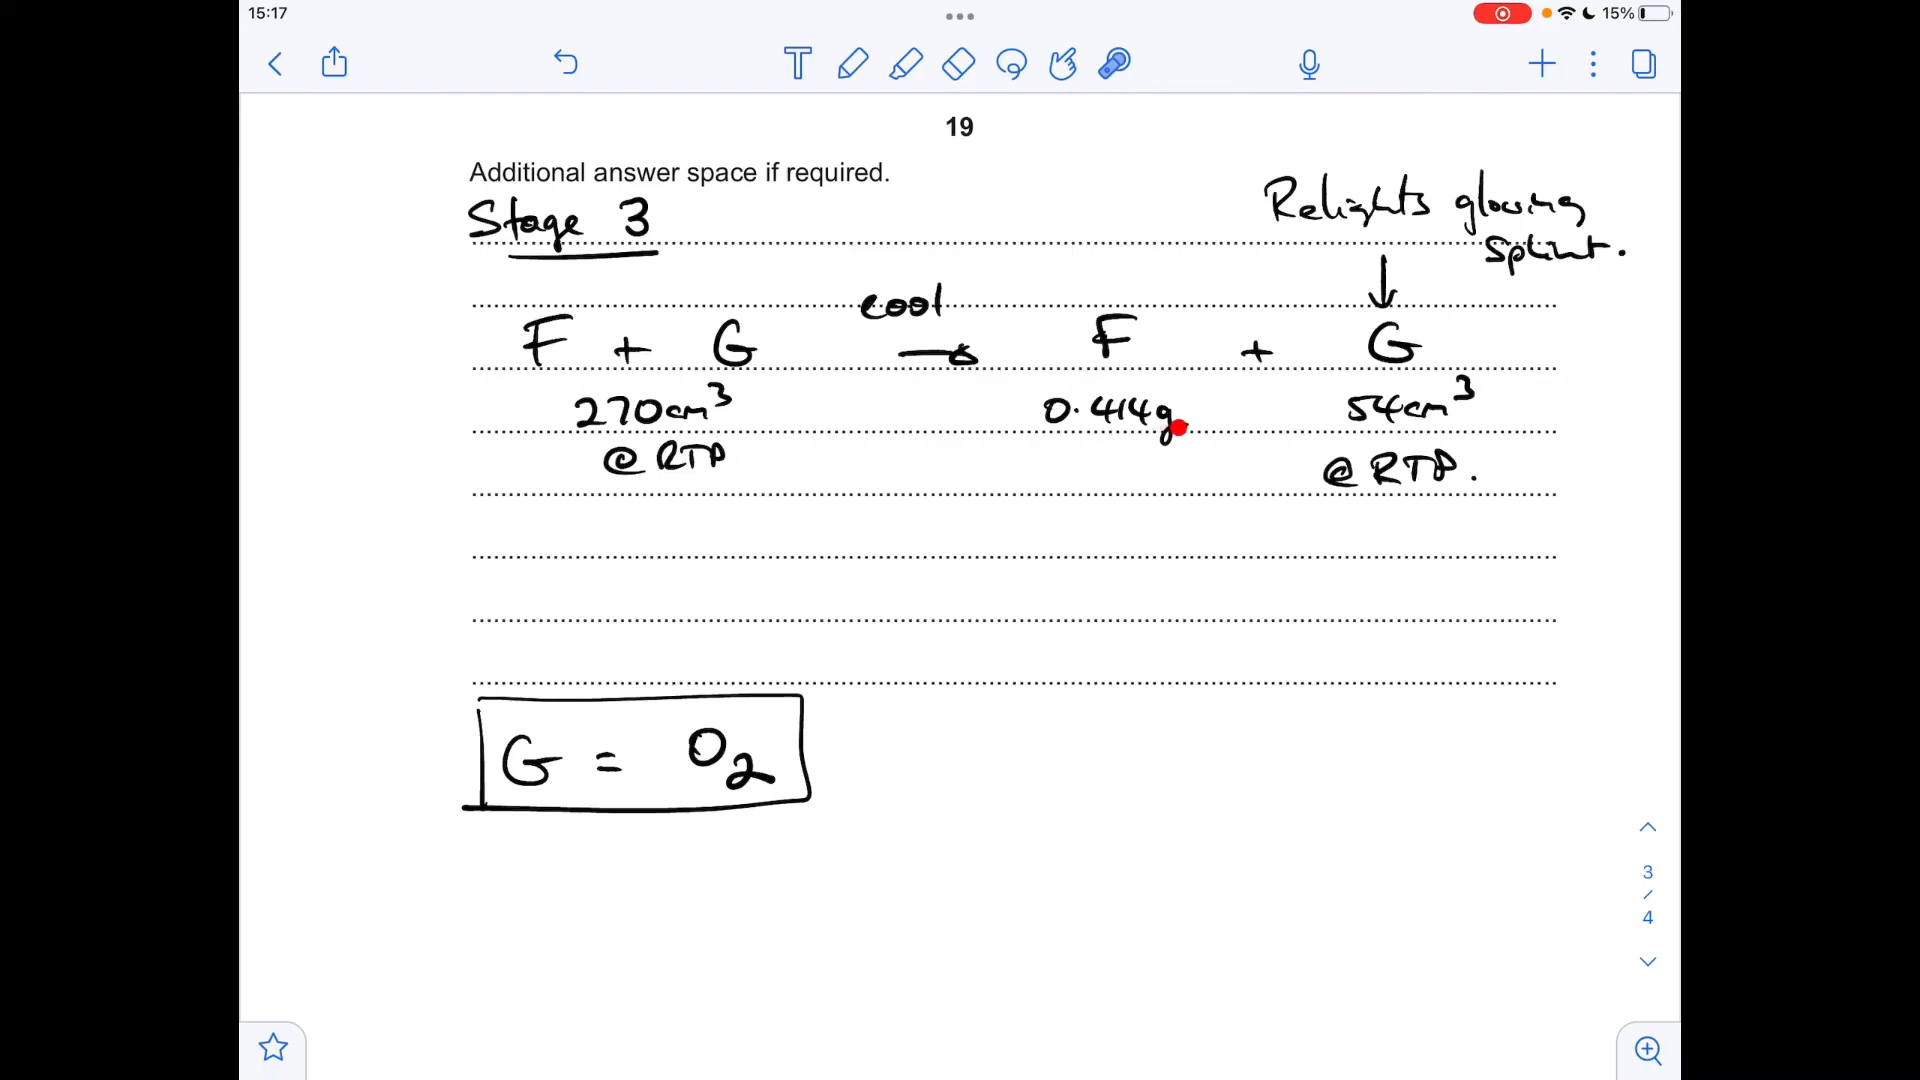 15:17
15%
19
Additional answer space if required.
Stage 3
Relights glowing
splint.
cool
F + G → F + G
270cm³ 0.414g 54cm³
@ RTP @ RTP.
G = O₂
3
/
4